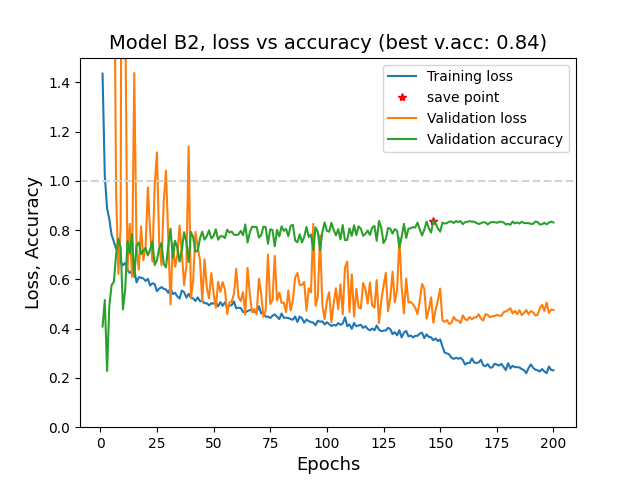 Model B2, loss vs accuracy (best v.acc: 0.84)
Training loss
save point
Validation loss
Validation accuracy
Loss, Accuracy
1.4
1.2
1.0
0.8
0.6
0.4
0.2
0.0
0 25 50 75 100 125 150 175 200
Epochs